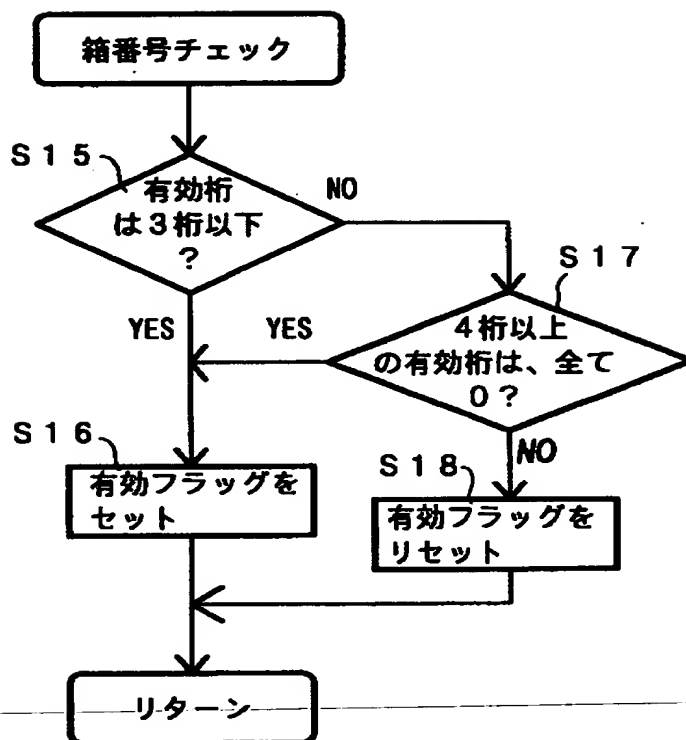 箱番号チェック
S15
有効桁
は3桁以下
?
NO
S17
YES
YES
4桁以上
の有効桁は、全て
0?
S16
有効フラッグを
セット
NO
S18
有効フラッグを
リセット
リターン